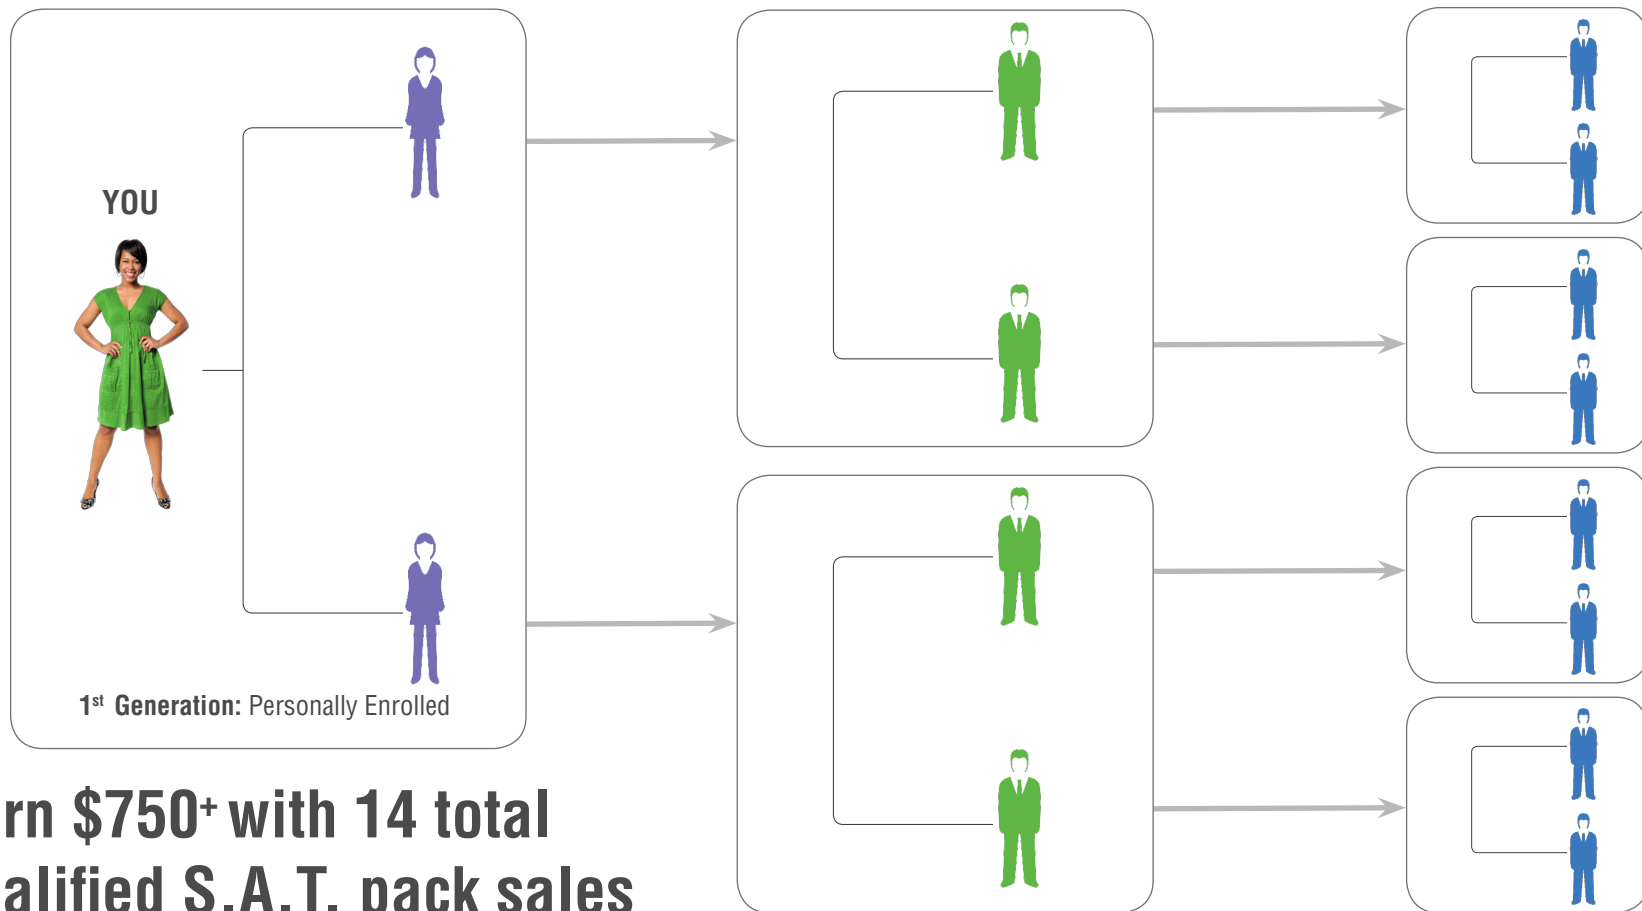 YOU
1st Generation: Personally Enrolled
rn $750+ with 14 total
alified S.A.T. pack sales